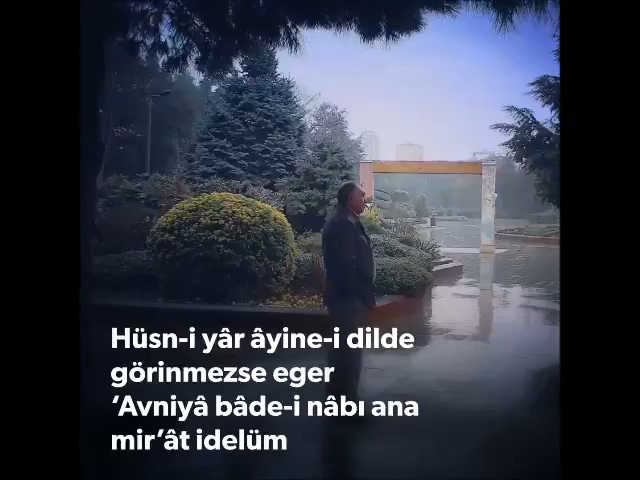 Hüsn-i yâr âyine-i dilde
görinmezse eger
‘Avniyâ bâde-i nâbı ana
mir’ât idelüm